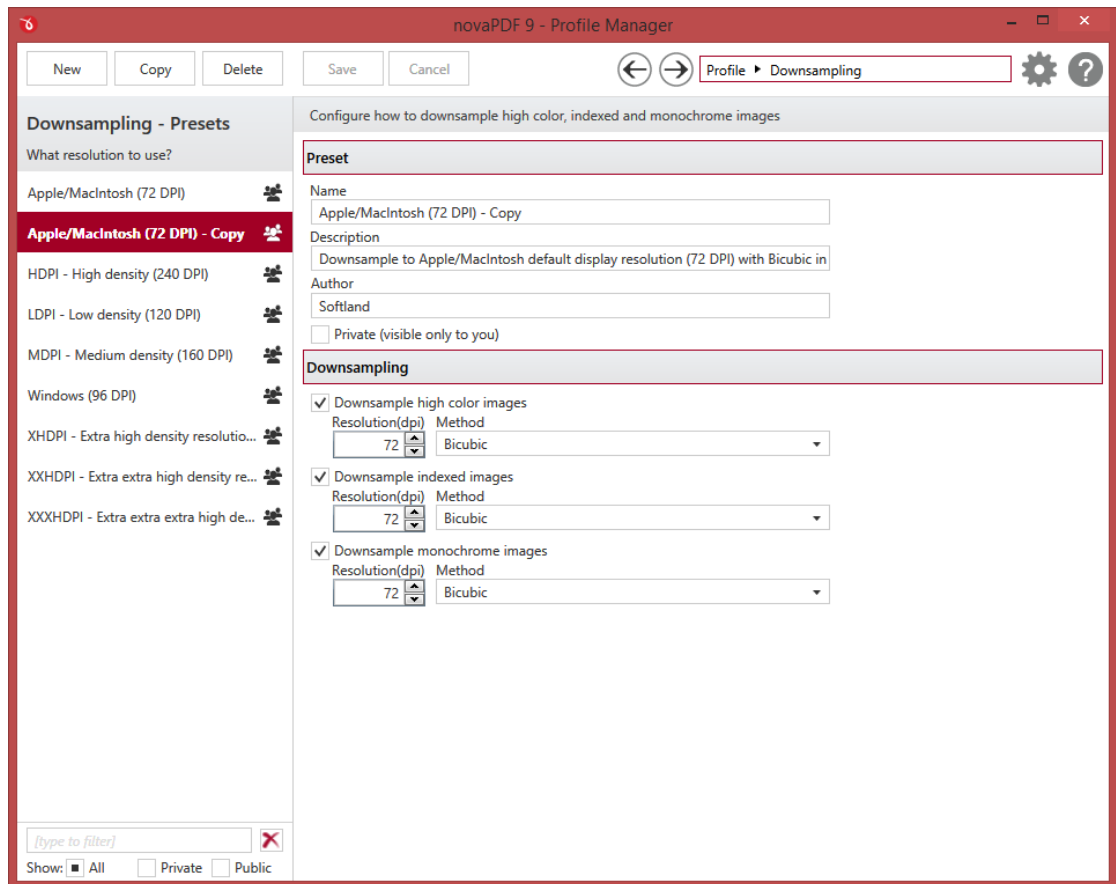 novaPDF 9 - Profile Manager
New Copy Delete Save Cancel Profile Downsampling ?
Downsampling - Presets
What resolution to use?
Apple/MacIntosh (72 DPI)
Apple/MacIntosh (72 DPI) - Copy
HDPI - High density (240 DPI)
LDPI - Low density (120 DPI)
MDPI - Medium density (160 DPI)
Windows (96 DPI)
XHDPI - Extra high density resolutio...
XXHDPI - Extra extra high density re...
XXXHDPI - Extra extra extra high de...
[type to filter]
Show: All Private Public
Configure how to downsample high color, indexed and monochrome images
Preset
Name
Apple/MacIntosh (72 DPI) - Copy
Description
Downsample to Apple/MacIntosh default display resolution (72 DPI) with Bicubic in
Author
Softland
Private (visible only to you)
Downsampling
Downsample high color images
Resolution(dpi) Method
72 Bicubic
Downsample indexed images
Resolution(dpi) Method
72 Bicubic
Downsample monochrome images
Resolution(dpi) Method
72 Bicubic